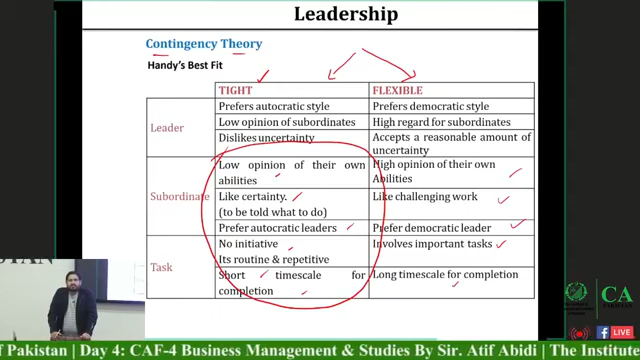 Leadership
Contingency Theory
Handy's Best Fit
TIGHT
FLEXIBLE
Leader
Prefers autocratic style
Prefers democratic style
Low opinion of subordinates
High regard for subordinates
Dislikes uncertainty
Accepts a reasonable amount of
uncertainty
Subordinate
Low opinion of their own
abilities
High opinion of their own
Abilities
Like certainty.
(to be told what to do)
Like challenging work
Prefer autocratic leaders
Prefer democratic leader
Task
No initiative
Its routine & repetitive
Involves important tasks
Short timescale for
completion
Long timescale for completion
STAN
CA
PAKISTAN
LIVE
of Pakistan | Day 4: CAF-4 Business Management & Studies By Sir. Atif Abidi | The Institute